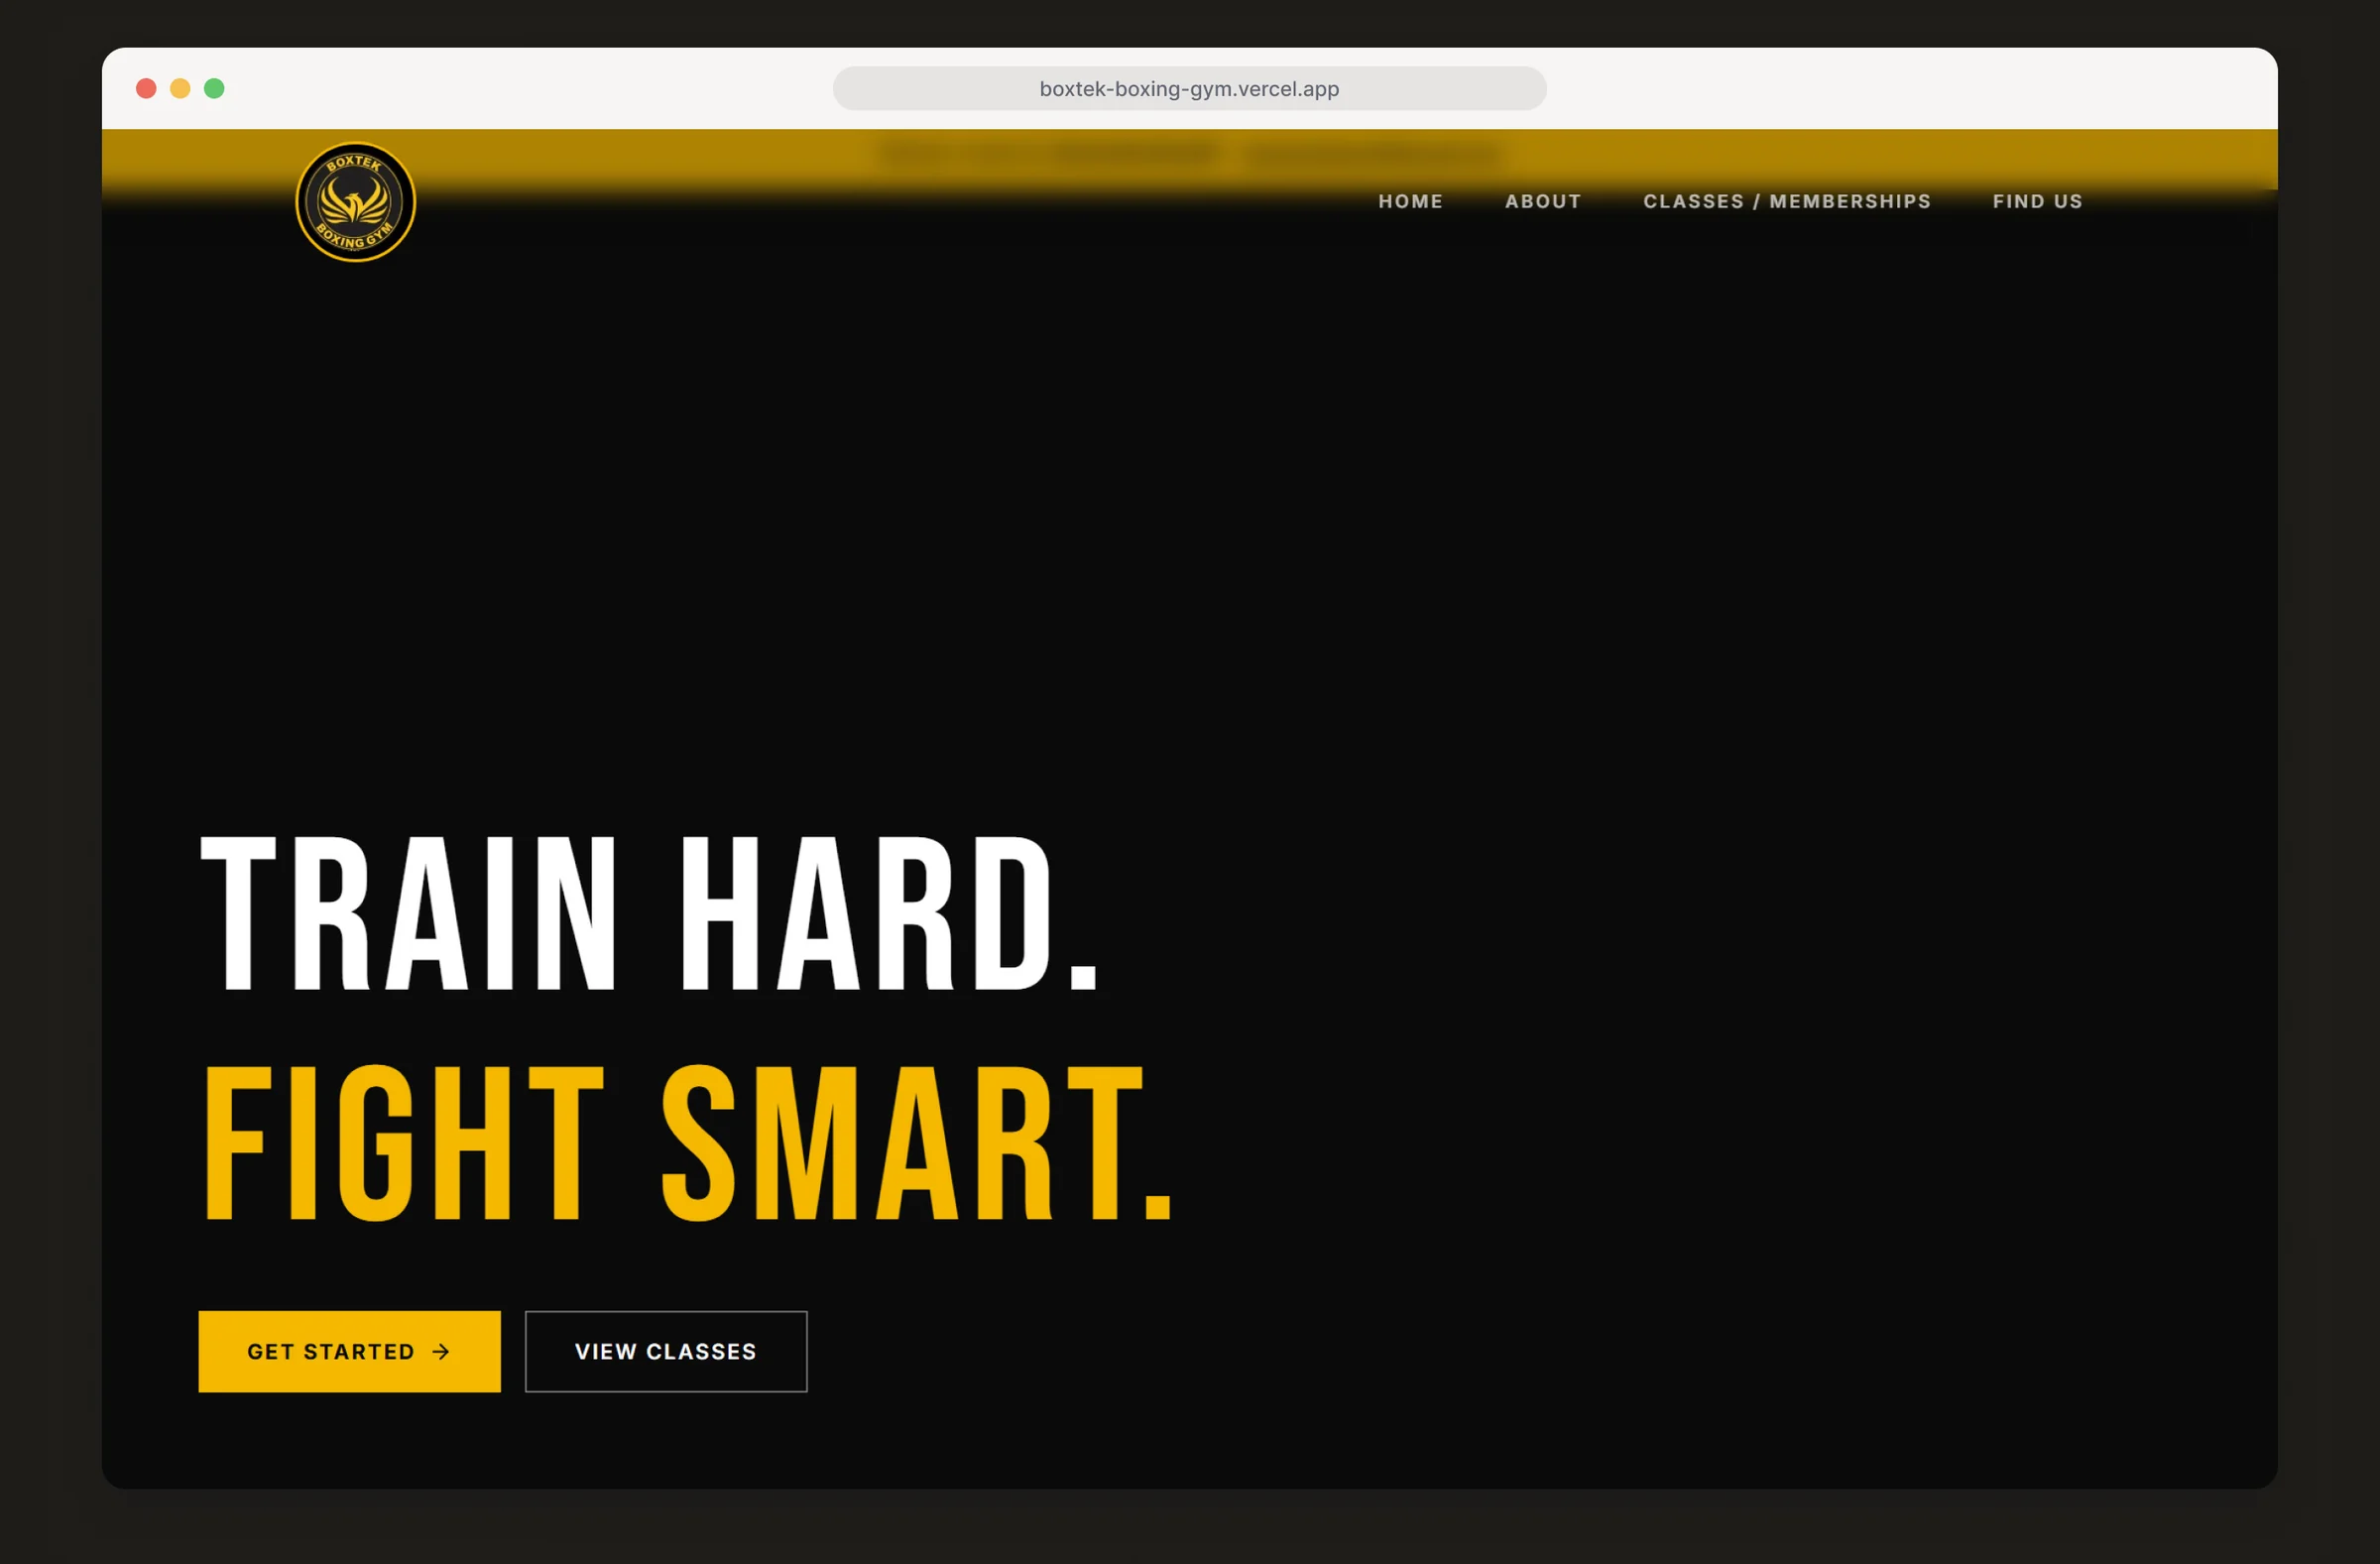 boxtek-boxing-gym.vercel.app
BOXTEK
BOXING GYM
HOME ABOUT CLASSES / MEMBERSHIPS FIND US
TRAIN HARD.
FIGHT SMART.
GET STARTED → VIEW CLASSES